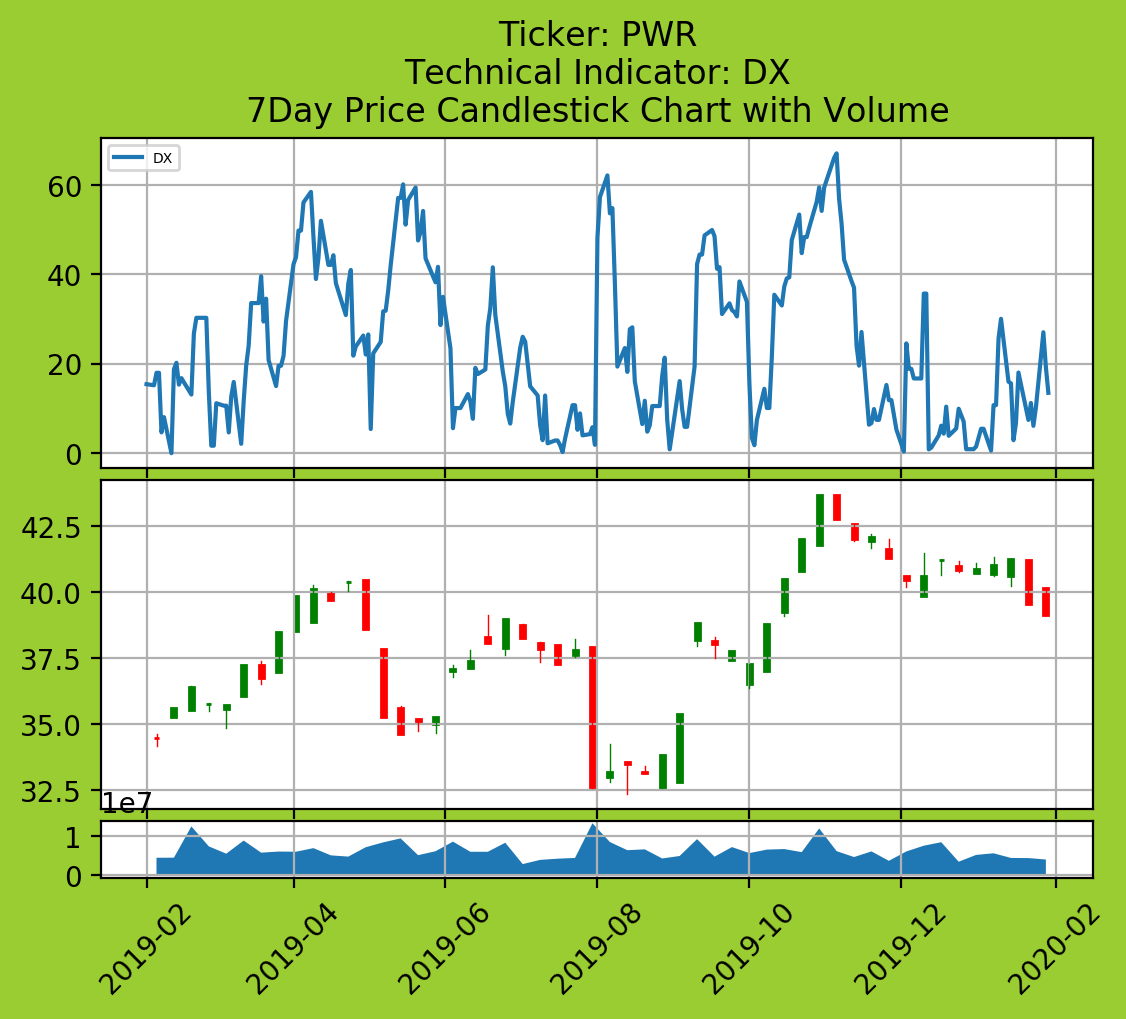 Ticker: PWR
Technical Indicator: DX
7Day Price Candlestick Chart with Volume
DX
60
40
20
0
42.5
40.0
37.5
35.0
32.5
1e7
1
0
2019-02 2019-04 2019-06 2019-08 2019-10 2019-12 2020-02